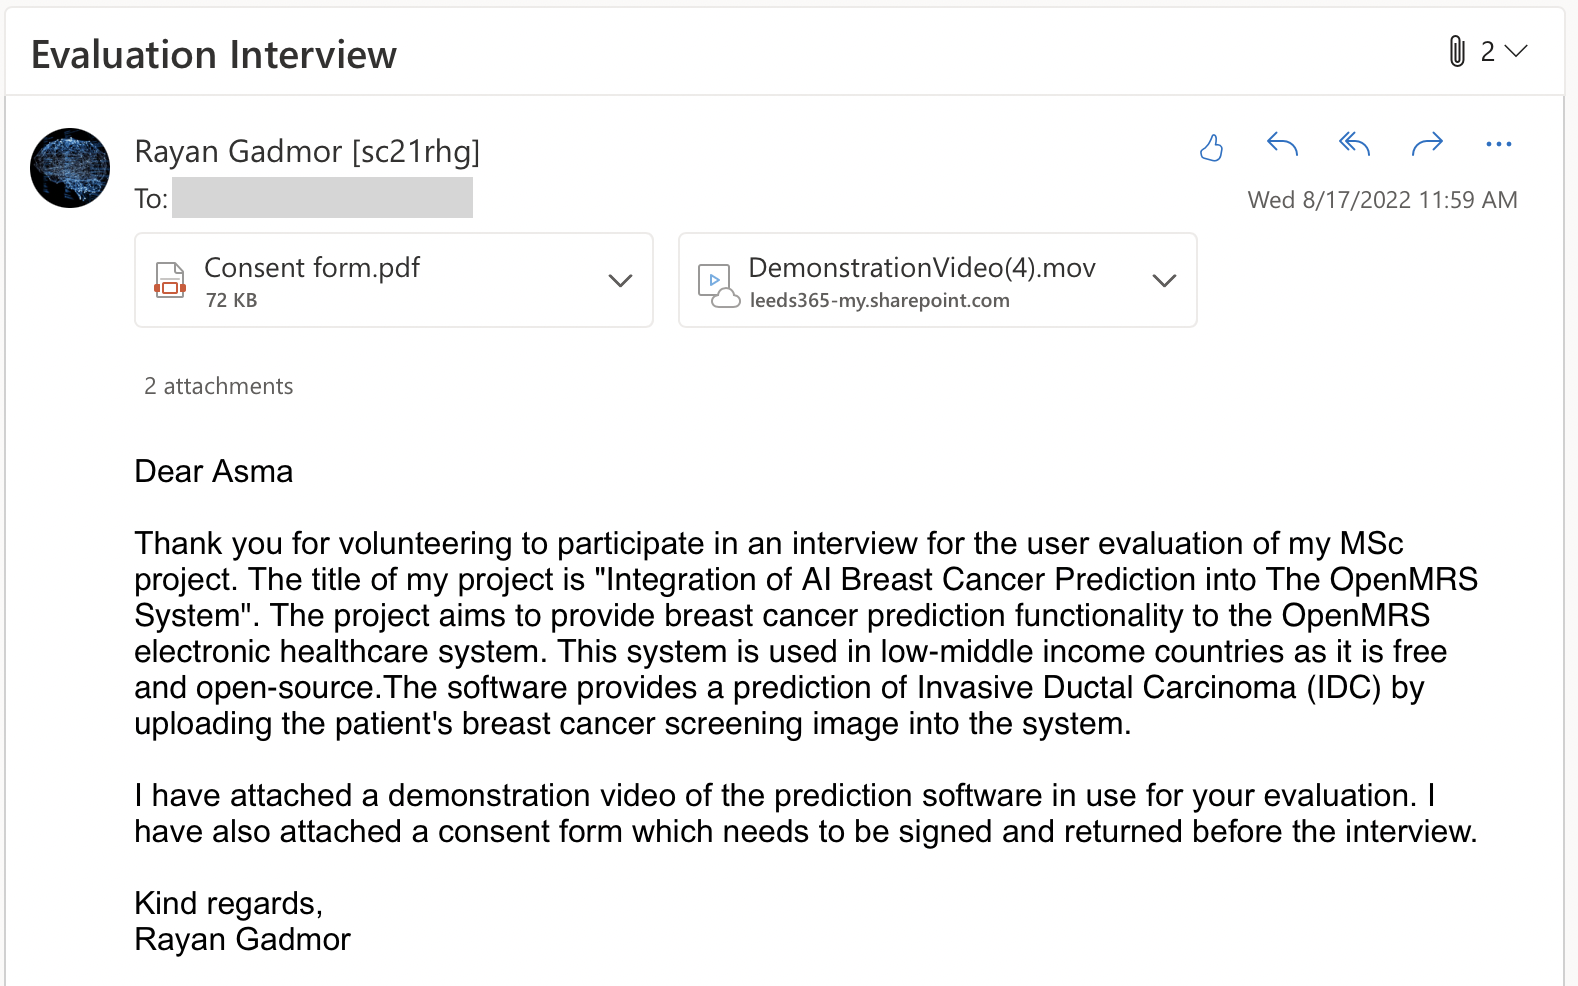 Evaluation Interview
2
Rayan Gadmor [sc21rhg]
To:
Wed 8/17/2022 11:59 AM
Consent form.pdf
72 KB
DemonstrationVideo(4).mov
leeds365-my.sharepoint.com
2 attachments
Dear Asma
Thank you for volunteering to participate in an interview for the user evaluation of my MSc
project. The title of my project is "Integration of AI Breast Cancer Prediction into The OpenMRS
System". The project aims to provide breast cancer prediction functionality to the OpenMRS
electronic healthcare system. This system is used in low-middle income countries as it is free
and open-source.The software provides a prediction of Invasive Ductal Carcinoma (IDC) by
uploading the patient's breast cancer screening image into the system.
I have attached a demonstration video of the prediction software in use for your evaluation. I
have also attached a consent form which needs to be signed and returned before the interview.
Kind regards,
Rayan Gadmor